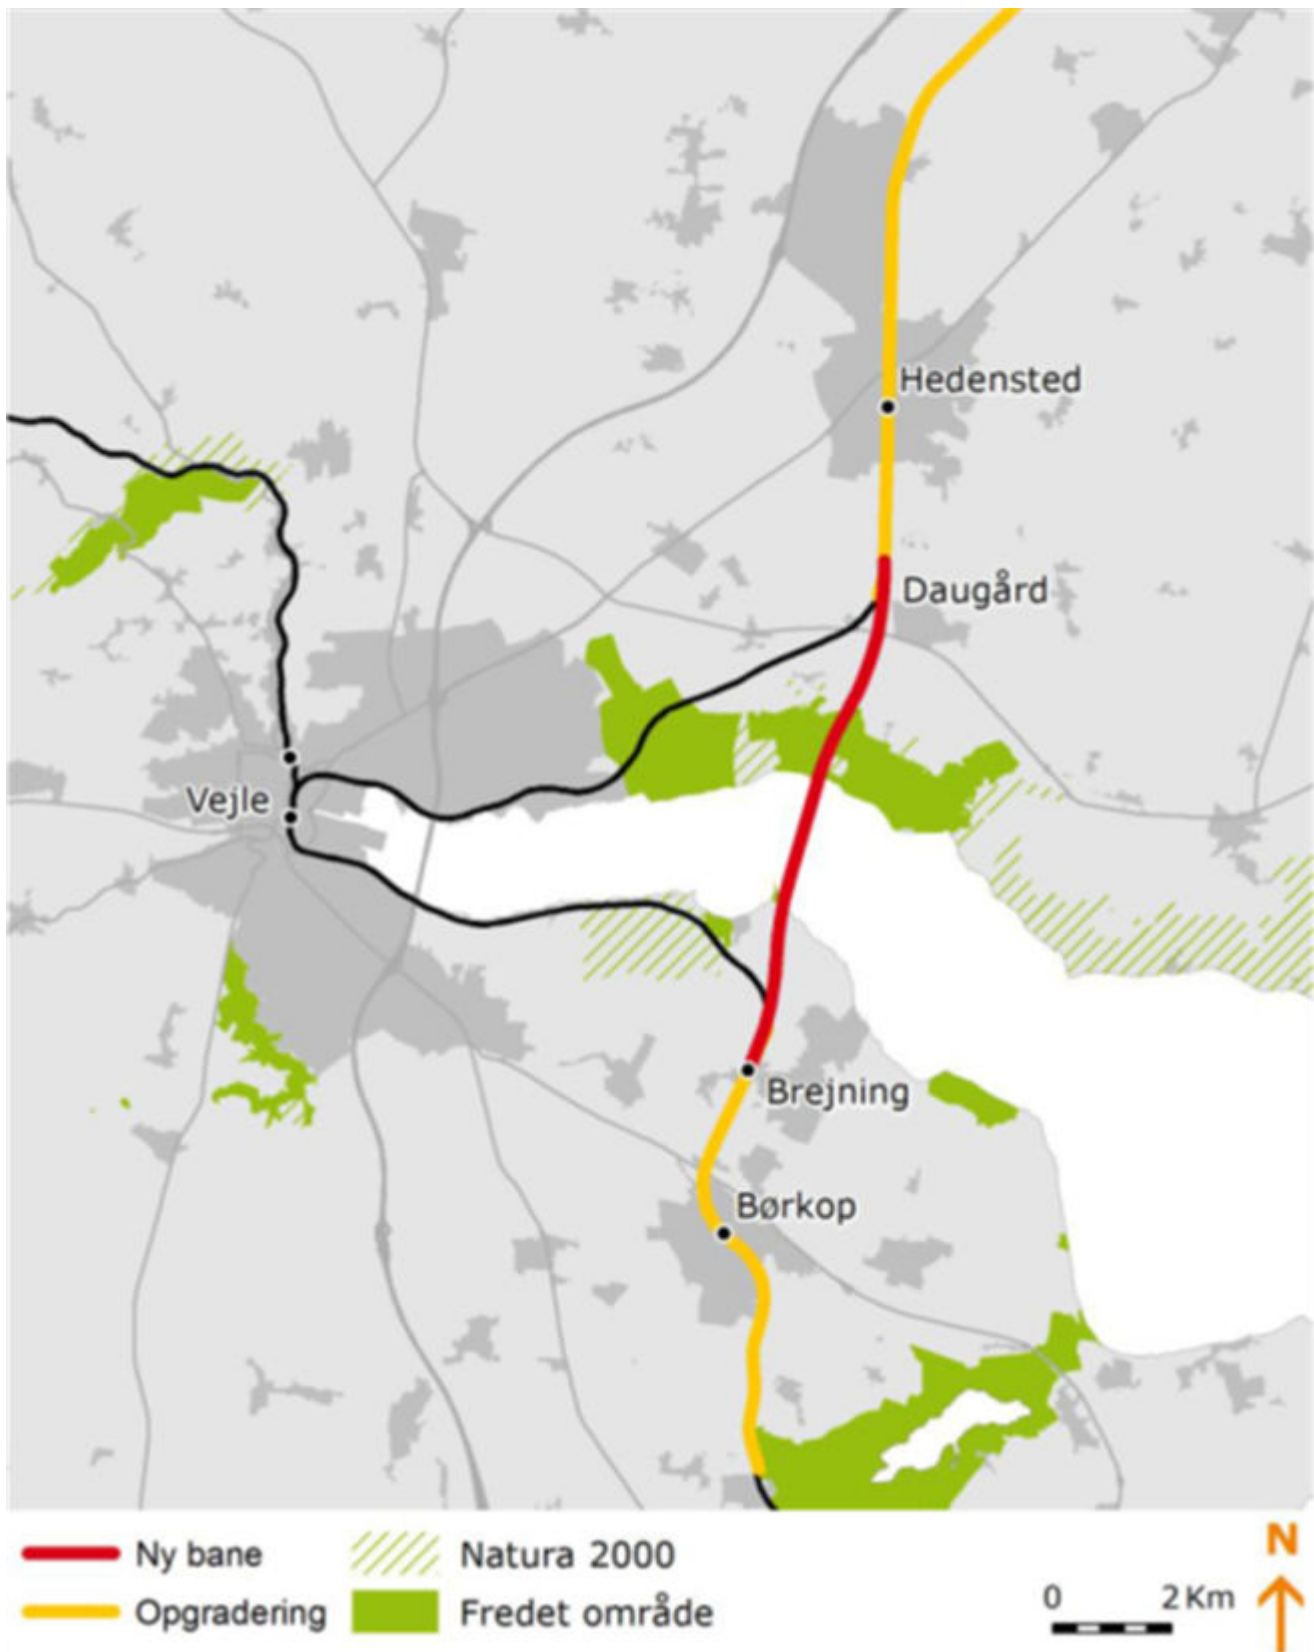 Hedensted
Daugård
Vejle
Brejning
Børkop
Ny bane
Natura 2000
N
Opgradering
Fredet område
0 2 Km